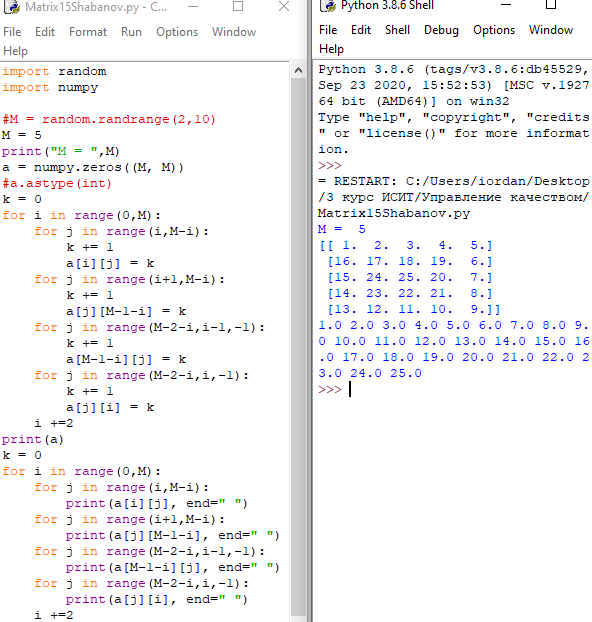 Matrix15Shabanov.py - C...
File Edit Format Run Options Window
Help
import random
import numpy
#M = random.randrange(2,10)
M = 5
print("M = ",M)
a = numpy.zeros((M, M))
#a.astype(int)
k = 0
for i in range(0,M):
    for j in range(i,M-i):
        k += 1
        a[i][j] = k
    for j in range(i+1,M-i):
        k += 1
        a[j][M-1-i] = k
    for j in range(M-2-i,i-1,-1):
        k += 1
        a[M-1-i][j] = k
    for j in range(M-2-i,i,-1):
        k += 1
        a[j][i] = k
    i +=2
print(a)
k = 0
for i in range(0,M):
    for j in range(i,M-i):
        print(a[i][j], end=" ")
    for j in range(i+1,M-i):
        print(a[j][M-1-i], end=" ")
    for j in range(M-2-i,i-1,-1):
        print(a[M-1-i][j], end=" ")
    for j in range(M-2-i,i,-1):
        print(a[j][i], end=" ")
    i +=2
Python 3.8.6 Shell
File Edit Shell Debug Options Window
Help
Python 3.8.6 (tags/v3.8.6:db45529,
Sep 23 2020, 15:52:53) [MSC v.1927
64 bit (AMD64)] on win32
Type "help", "copyright", "credits
" or "license()" for more informat
ion.
>>>
= RESTART: C:/Users/iordan/Desktop
/3 курс ИСИТ/Управление качеством/
Matrix15Shabanov.py
M =  5
[[ 1.  2.  3.  4.  5.]
 [16. 17. 18. 19.  6.]
 [15. 24. 25. 20.  7.]
 [14. 23. 22. 21.  8.]
 [13. 12. 11. 10.  9.]]
1.0 2.0 3.0 4.0 5.0 6.0 7.0 8.0 9.
0 10.0 11.0 12.0 13.0 14.0 15.0 16
.0 17.0 18.0 19.0 20.0 21.0 22.0 2
3.0 24.0 25.0
>>>